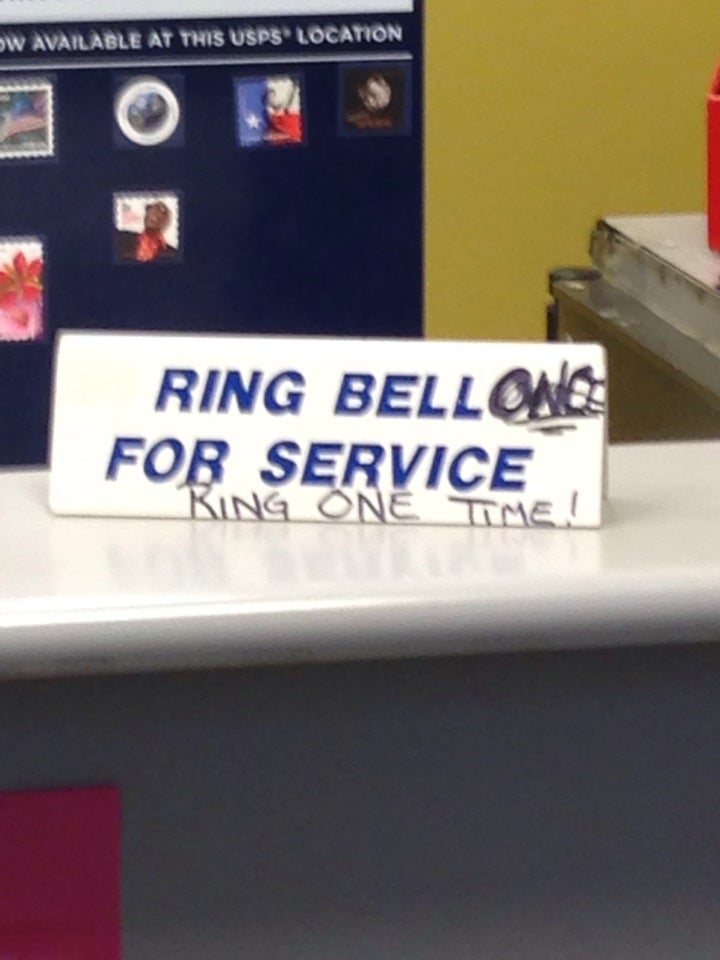 OW AVAILABLE AT THIS USPS® LOCATION
RING BELL ONCE
FOR SERVICE
RING ONE TIME!